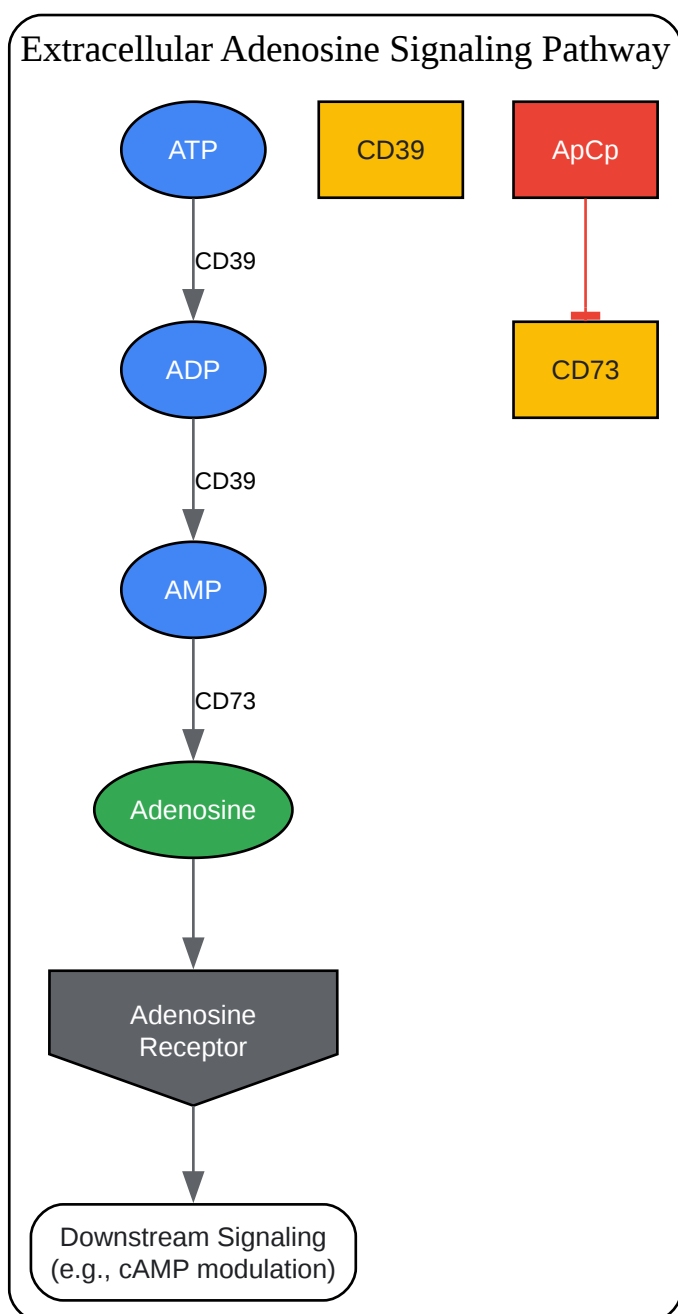 Extracellular Adenosine Signaling Pathway
ATP
CD39
ApCp
CD39
ADP
CD73
CD39
AMP
CD73
Adenosine
Adenosine
Receptor
Downstream Signaling
(e.g., cAMP modulation)